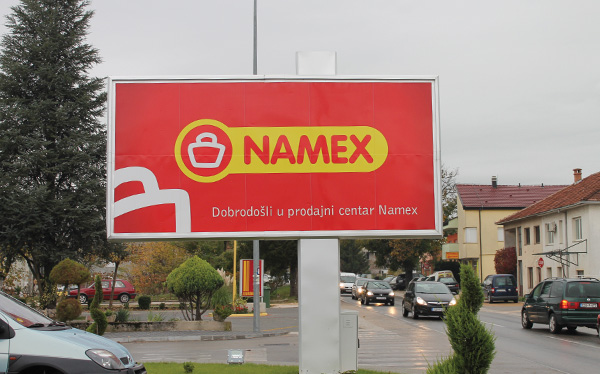 NAMEX
Dobrodošli u prodajni centar Namex